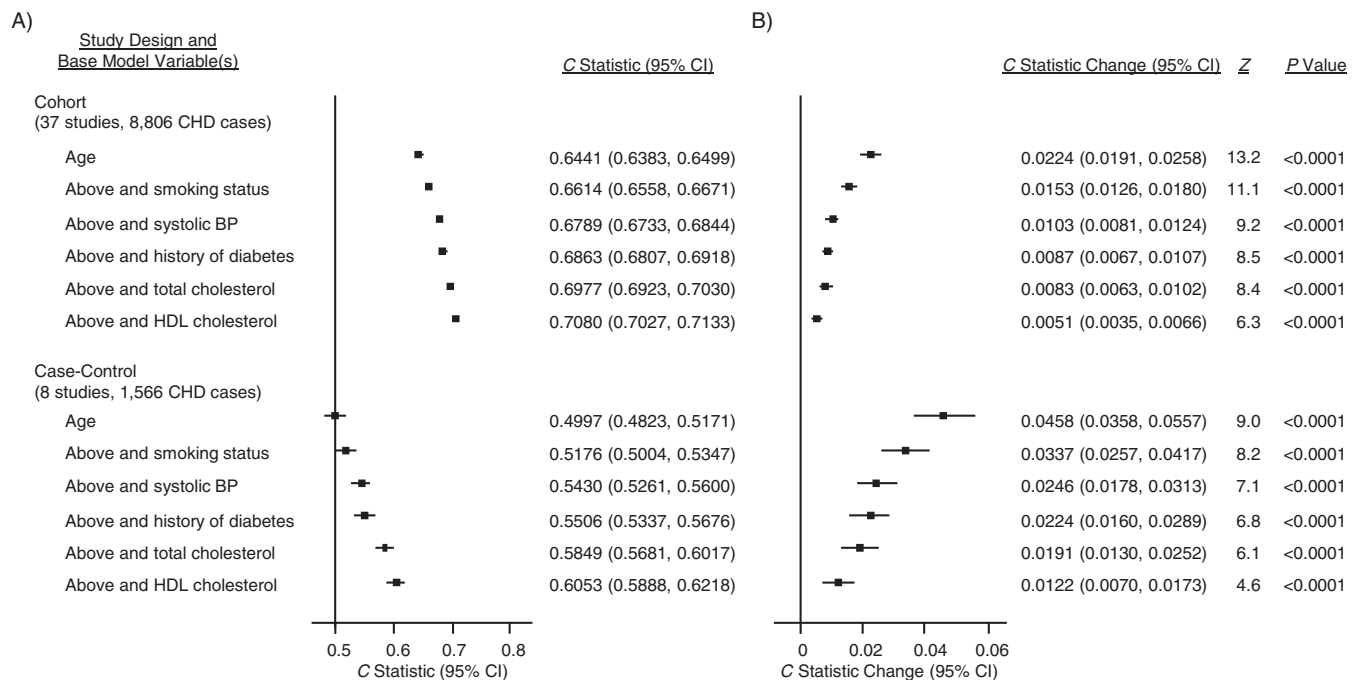 A)
B)
Study Design and
Base Model Variable(s)
C Statistic (95% CI)
C Statistic Change (95% CI) Z P Value
Cohort
(37 studies, 8,806 CHD cases)
Age 0.6441 (0.6383, 0.6499) 0.0224 (0.0191, 0.0258) 13.2 <0.0001
Above and smoking status 0.6614 (0.6558, 0.6671) 0.0153 (0.0126, 0.0180) 11.1 <0.0001
Above and systolic BP 0.6789 (0.6733, 0.6844) 0.0103 (0.0081, 0.0124) 9.2 <0.0001
Above and history of diabetes 0.6863 (0.6807, 0.6918) 0.0087 (0.0067, 0.0107) 8.5 <0.0001
Above and total cholesterol 0.6977 (0.6923, 0.7030) 0.0083 (0.0063, 0.0102) 8.4 <0.0001
Above and HDL cholesterol 0.7080 (0.7027, 0.7133) 0.0051 (0.0035, 0.0066) 6.3 <0.0001
Case-Control
(8 studies, 1,566 CHD cases)
Age 0.4997 (0.4823, 0.5171) 0.0458 (0.0358, 0.0557) 9.0 <0.0001
Above and smoking status 0.5176 (0.5004, 0.5347) 0.0337 (0.0257, 0.0417) 8.2 <0.0001
Above and systolic BP 0.5430 (0.5261, 0.5600) 0.0246 (0.0178, 0.0313) 7.1 <0.0001
Above and history of diabetes 0.5506 (0.5337, 0.5676) 0.0224 (0.0160, 0.0289) 6.8 <0.0001
Above and total cholesterol 0.5849 (0.5681, 0.6017) 0.0191 (0.0130, 0.0252) 6.1 <0.0001
Above and HDL cholesterol 0.6053 (0.5888, 0.6218) 0.0122 (0.0070, 0.0173) 4.6 <0.0001
0.5 0.6 0.7 0.8
C Statistic (95% CI)
0 0.02 0.04 0.06
C Statistic Change (95% CI)